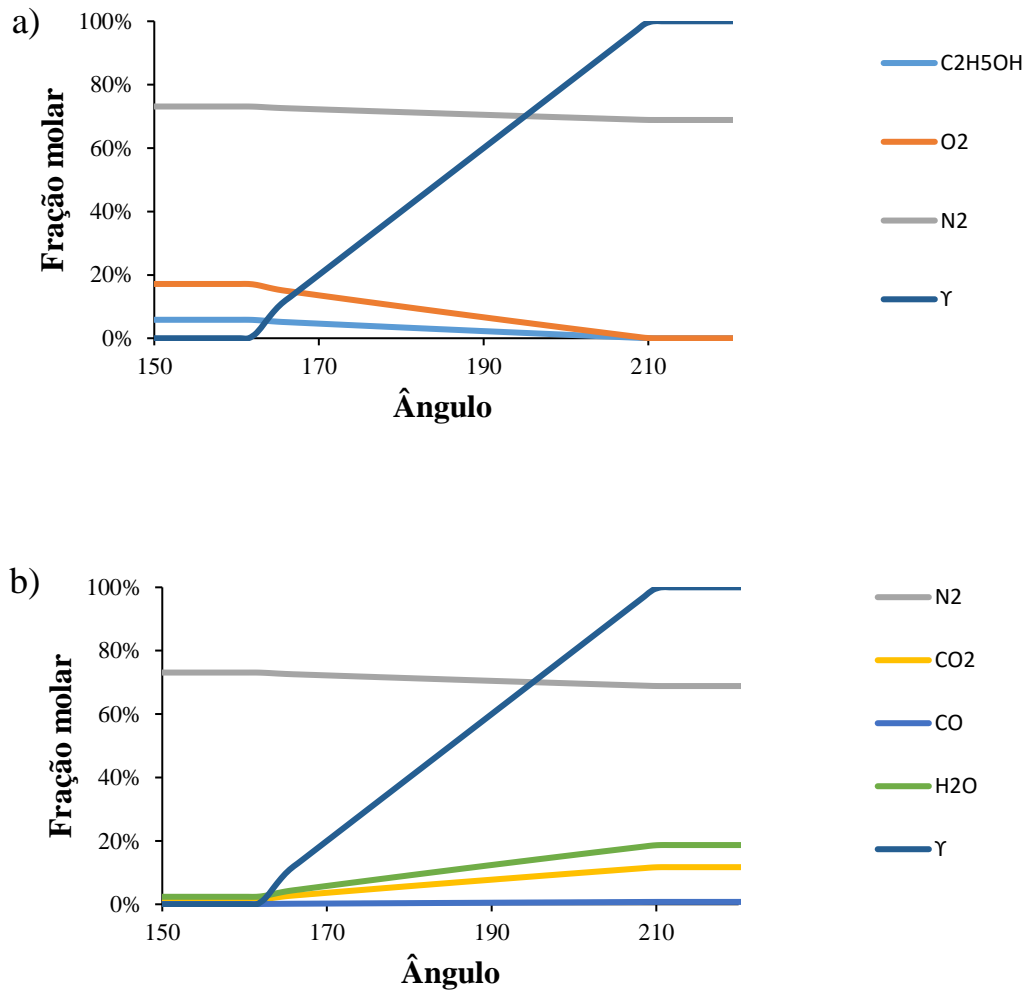 a)
100%
80%
60%
40%
20%
0%
Fração molar
150
170
190
210
Ângulo
C2H5OH
O2
N2
ϒ
b)
100%
80%
60%
40%
20%
0%
Fração molar
150
170
190
210
Ângulo
N2
CO2
CO
H2O
ϒ